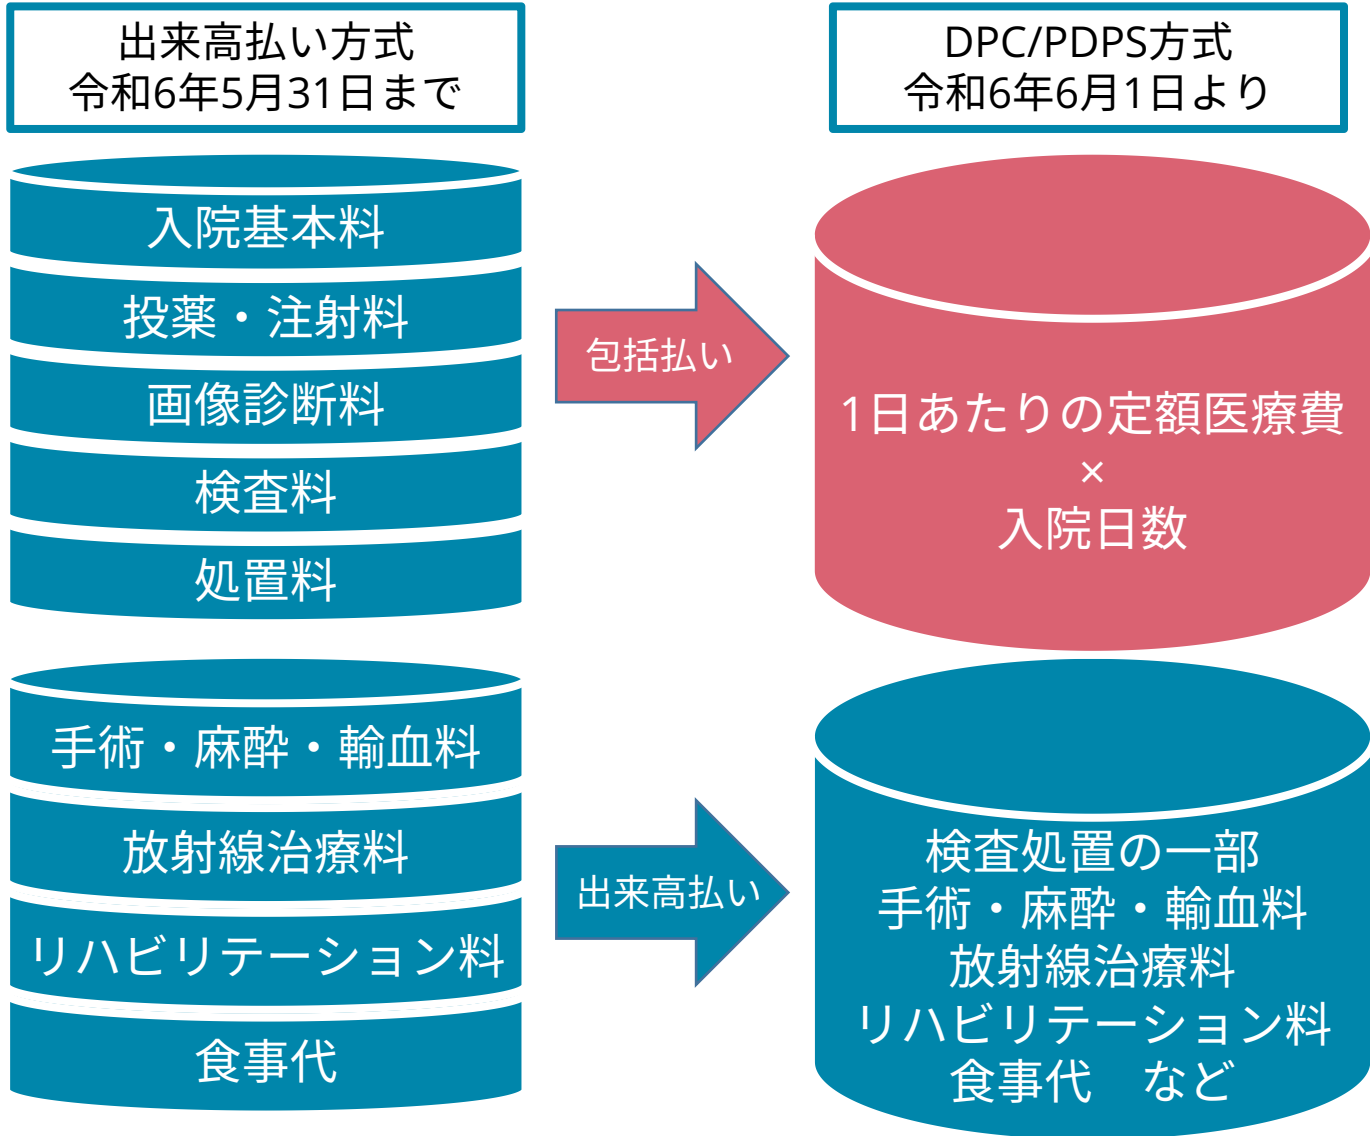 出来高払い方式
令和6年5月31日まで
DPC/PDPS方式
令和6年6月1日より
入院基本料
投薬・注射料
画像診断料
検査料
処置料
包括払い
1日あたりの定額医療費
×
入院日数
手術・麻酔・輸血料
放射線治療料
リハビリテーション料
食事代
出来高払い
検査処置の一部
手術・麻酔・輸血料
放射線治療料
リハビリテーション料
食事代　など